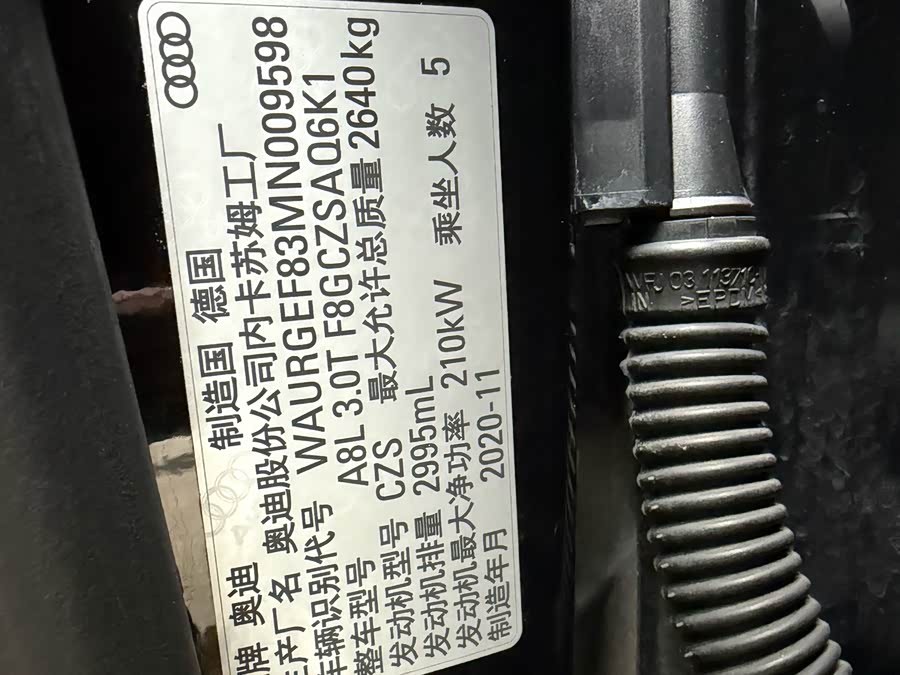 牌 奥迪 制造国 德国
生产厂名 奥迪股份公司内卡苏姆工厂
车辆识别代号 WAURGEF83MN009598
整车型号 A8L 3.0T F8GCZSAQ6K1
发动机型号 CZS 最大允许总质量 2640kg
发动机排量 2995mL
发动机最大净功率 210kW 乘坐人数 5
制造年月 2020-11
>EPDM<